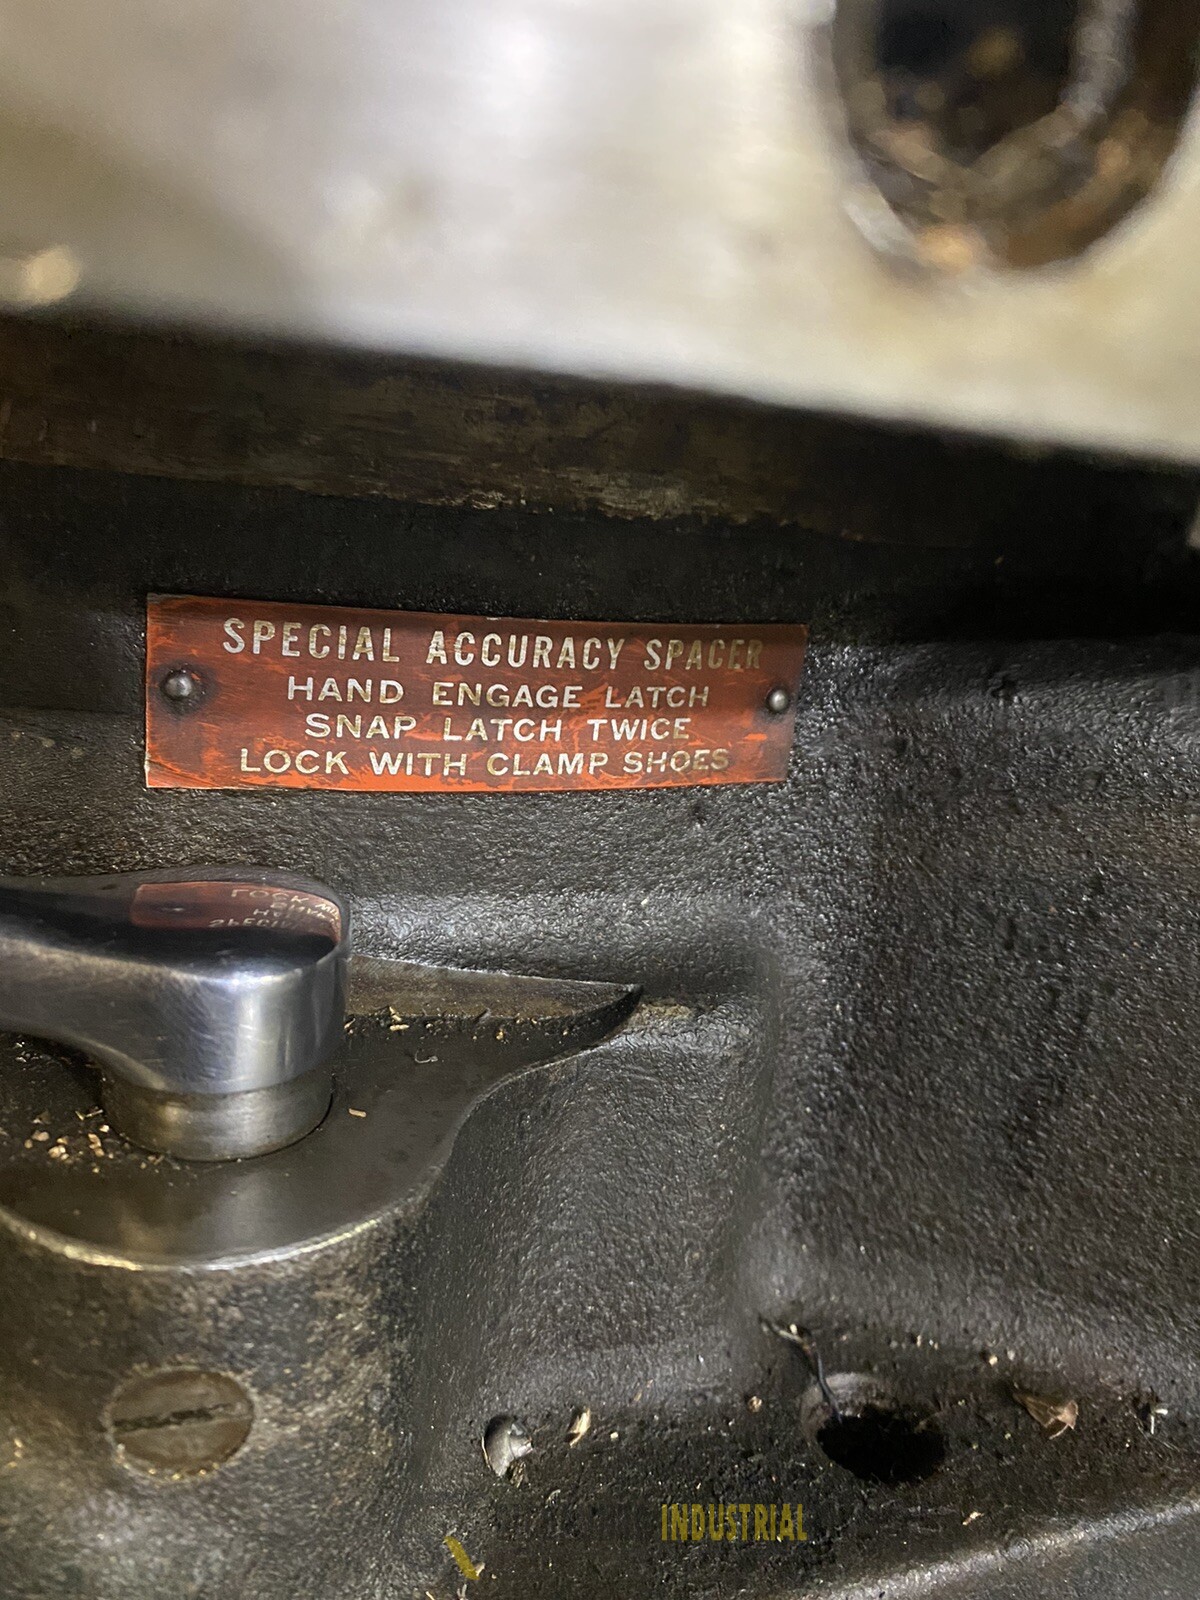 SPECIAL ACCURACY SPACER
HAND ENGAGE LATCH
SNAP LATCH TWICE
LOCK WITH CLAMP SHOES
INDUSTRIAL